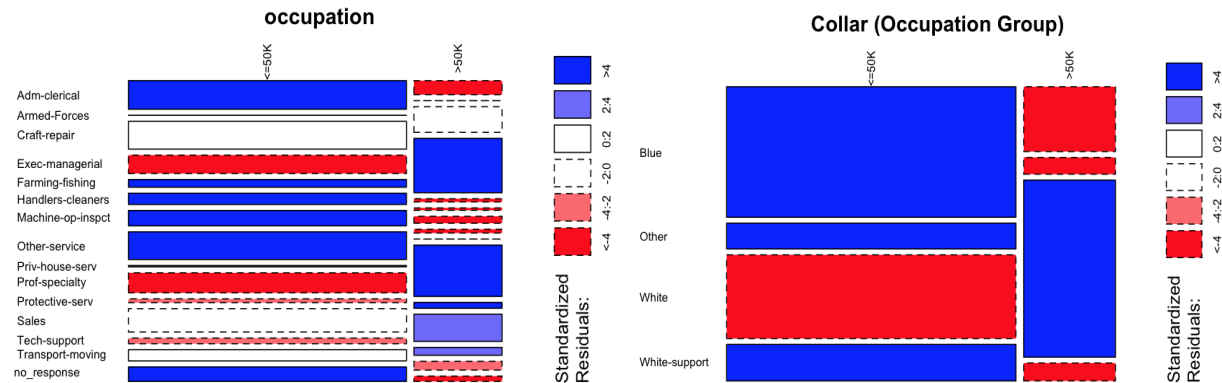 occupation
<=50K
>50K
Adm-clerical
Armed-Forces
Craft-repair
Exec-managerial
Farming-fishing
Handlers-cleaners
Machine-op-inspct
Other-service
Priv-house-serv
Prof-specialty
Protective-serv
Sales
Tech-support
Transport-moving
no_response
Standardized
Residuals:
<-4
-4:-2
-2:0
0:2
2:4
>4
Collar (Occupation Group)
<=50K
>50K
Blue
Other
White
White-support
Standardized
Residuals:
<-4
-4:-2
-2:0
0:2
2:4
>4